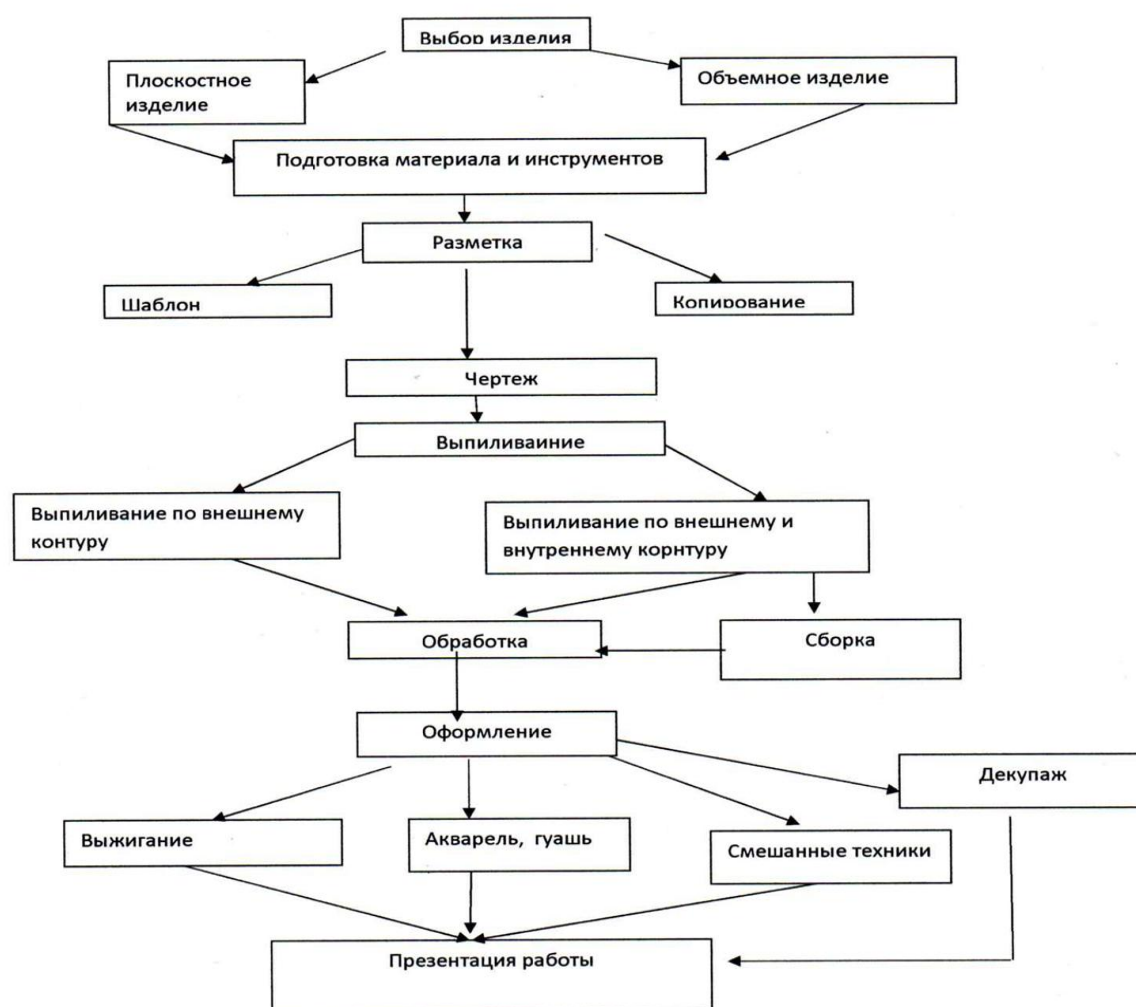 Выбор изделия
Плоскостное
изделие
Объемное изделие
Подготовка материала и инструментов
Разметка
Шаблон
Копирование
Чертеж
Выпиливаиние
Выпиливание по внешнему
контуру
Выпиливание по внешнему и
внутреннему корнтуру
Обработка
Сборка
Оформление
Декупаж
Выжигание
Акварель, гуашь
Смешанные техники
Презентация работы